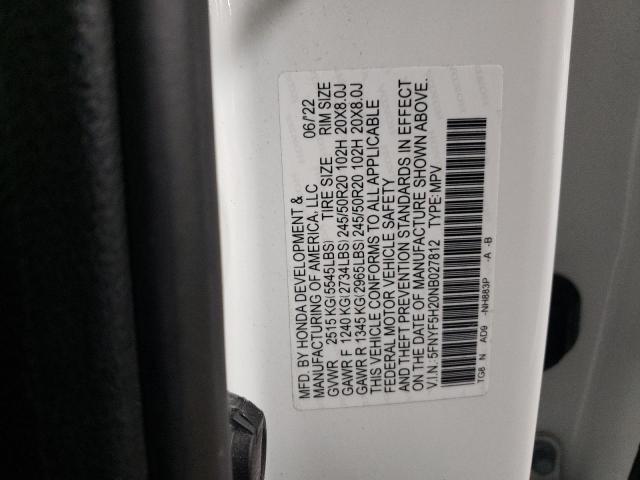 MFD. BY HONDA DEVELOPMENT &
MANUFACTURING OF AMERICA, LLC 06/22
GVWR 2515 KG(5545LBS) TIRE SIZE RIM SIZE
GAWR F 1240 KG(2734LBS) 245/50R20 102H 20X8.0J
GAWR R 1345 KG(2965LBS) 245/50R20 102H 20X8.0J
THIS VEHICLE CONFORMS TO ALL APPLICABLE
FEDERAL MOTOR VEHICLE SAFETY
AND THEFT PREVENTION STANDARDS IN EFFECT
ON THE DATE OF MANUFACTURE SHOWN ABOVE.
V.I.N.: 5FNYF5H20NB027812 TYPE:MPV
TG8 N AD9 -NH883P -A -B